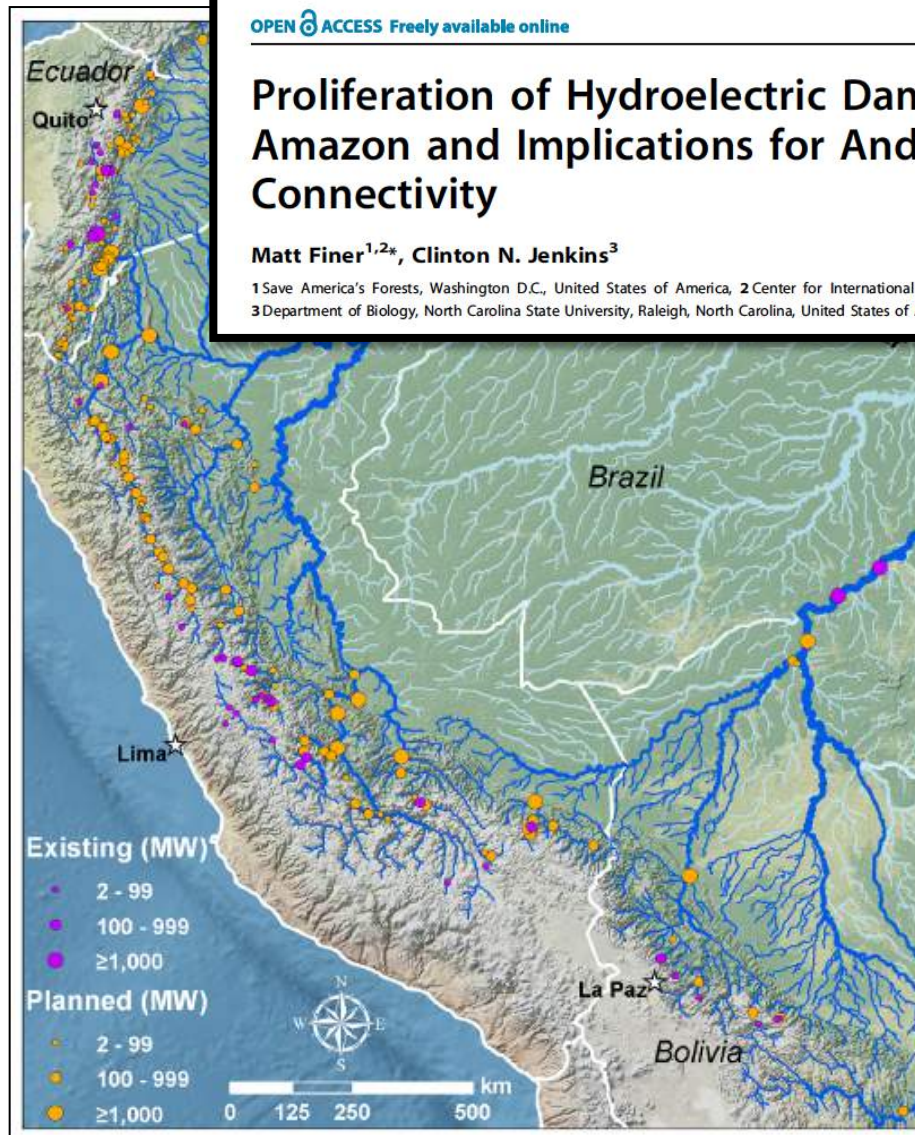 OPEN ACCESS Freely available online
Proliferation of Hydroelectric Dam
Amazon and Implications for And
Connectivity
Matt Finer1,2*, Clinton N. Jenkins3
1 Save America's Forests, Washington D.C., United States of America, 2 Center for International
3 Department of Biology, North Carolina State University, Raleigh, North Carolina, United States of
Ecuador
Quito
Brazil
Lima
Existing (MW)
2 - 99
100 - 999
≥1,000
Planned (MW)
2 - 99
100 - 999
≥1,000
N
W E
S
km
0 125 250 500
La Paz
Bolivia